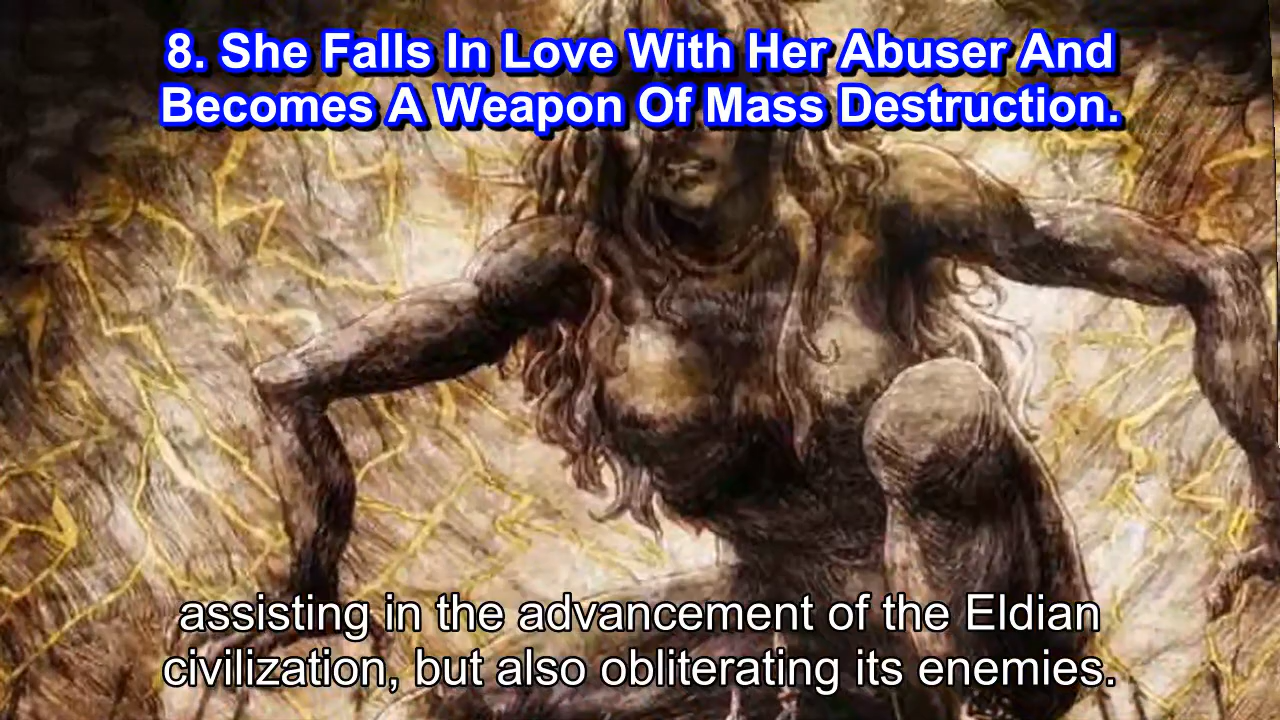 8. She Falls In Love With Her Abuser And
Becomes A Weapon Of Mass Destruction.
assisting in the advancement of the Eldian
civilization, but also obliterating its enemies.